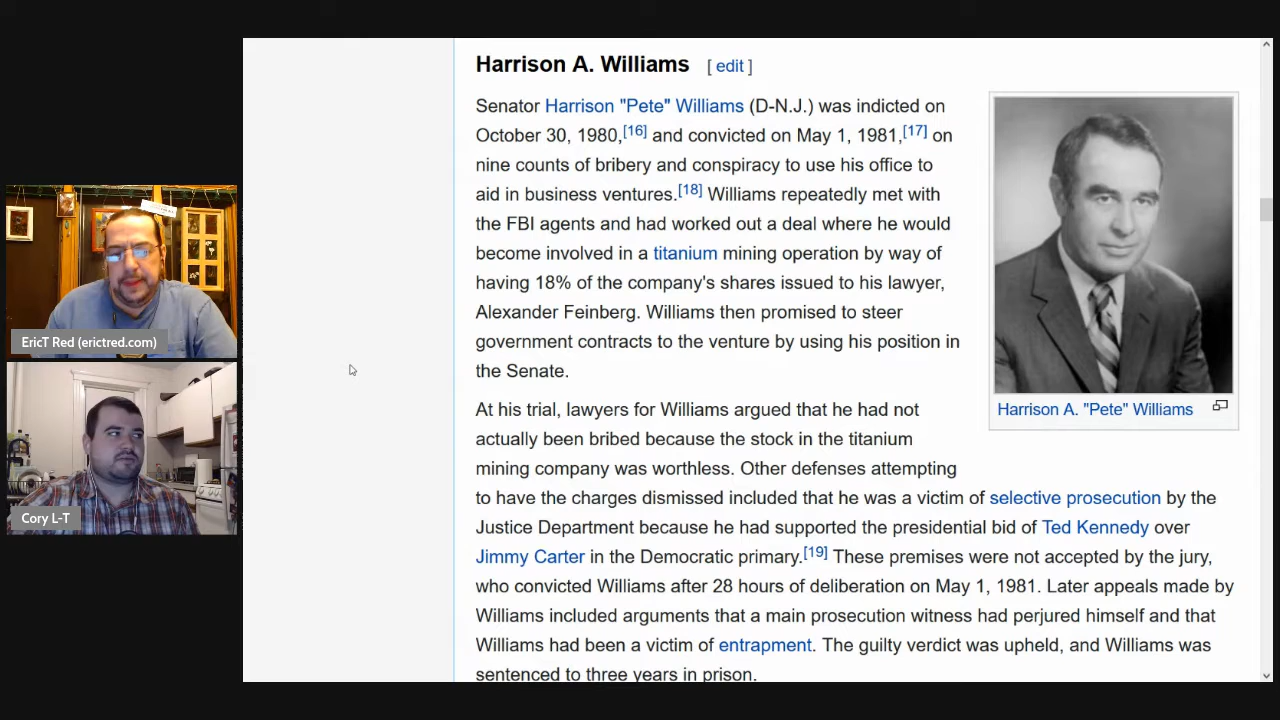 Harrison A. Williams [ edit ]
Senator Harrison "Pete" Williams (D-N.J.) was indicted on
October 30, 1980,[16] and convicted on May 1, 1981,[17] on
nine counts of bribery and conspiracy to use his office to
aid in business ventures.[18] Williams repeatedly met with
the FBI agents and had worked out a deal where he would
become involved in a titanium mining operation by way of
having 18% of the company's shares issued to his lawyer,
Alexander Feinberg. Williams then promised to steer
government contracts to the venture by using his position in
the Senate.
Harrison A. "Pete" Williams
At his trial, lawyers for Williams argued that he had not
actually been bribed because the stock in the titanium
mining company was worthless. Other defenses attempting
to have the charges dismissed included that he was a victim of selective prosecution by the
Justice Department because he had supported the presidential bid of Ted Kennedy over
Jimmy Carter in the Democratic primary.[19] These premises were not accepted by the jury,
who convicted Williams after 28 hours of deliberation on May 1, 1981. Later appeals made by
Williams included arguments that a main prosecution witness had perjured himself and that
Williams had been a victim of entrapment. The guilty verdict was upheld, and Williams was
sentenced to three years in prison.
EricT Red (erictred.com)
Cory L-T